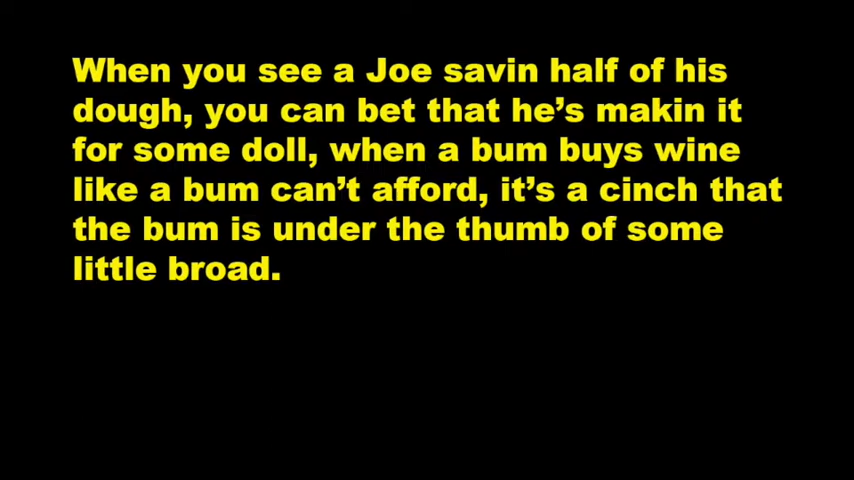 When you see a Joe savin half of his
dough, you can bet that he’s makin it
for some doll, when a bum buys wine
like a bum can’t afford, it’s a cinch that
the bum is under the thumb of some
little broad.